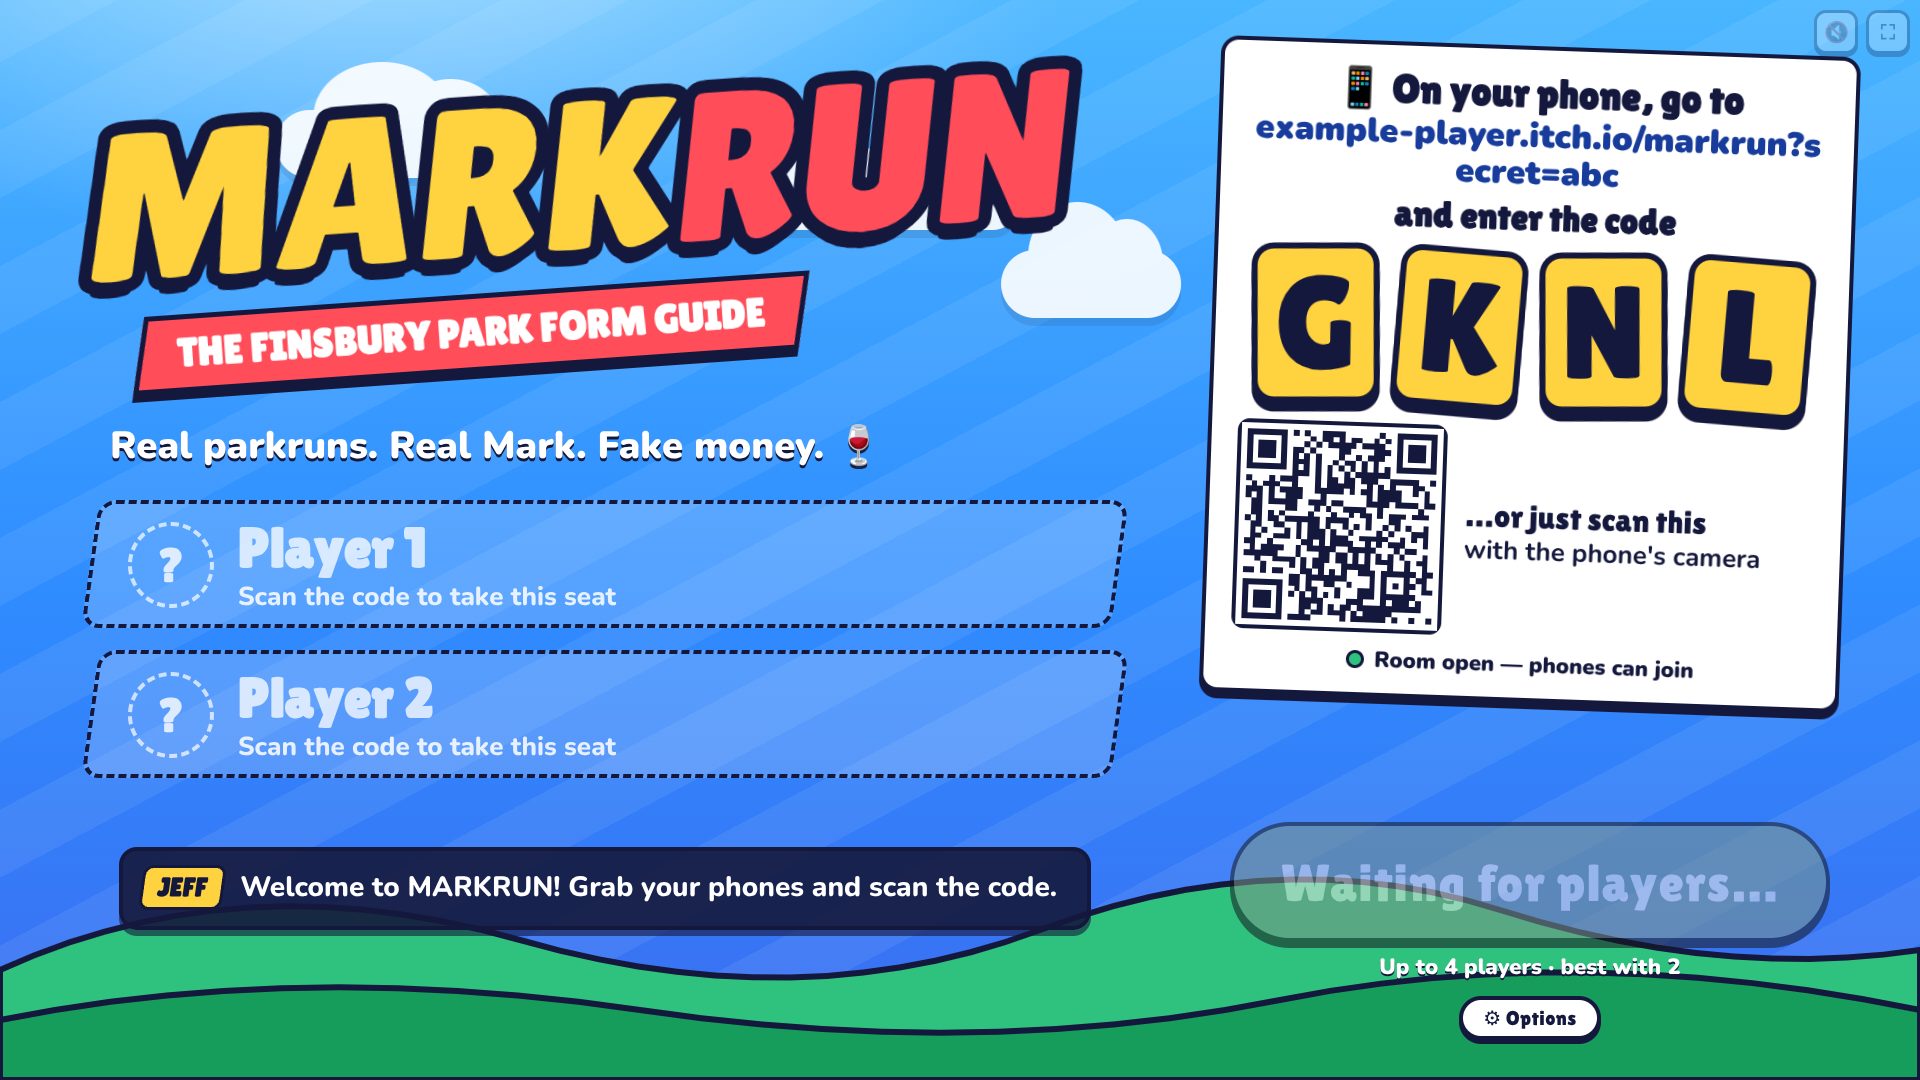 MARKRUN
THE FINSBURY PARK FORM GUIDE
Real parkruns. Real Mark. Fake money.
? Player 1
Scan the code to take this seat
? Player 2
Scan the code to take this seat
JEFF Welcome to MARKRUN! Grab your phones and scan the code.
On your phone, go to
example-player.itch.io/markrun?s
ecret=abc
and enter the code
G K N L
...or just scan this
with the phone's camera
Room open — phones can join
Waiting for players...
Up to 4 players · best with 2
⚙ Options